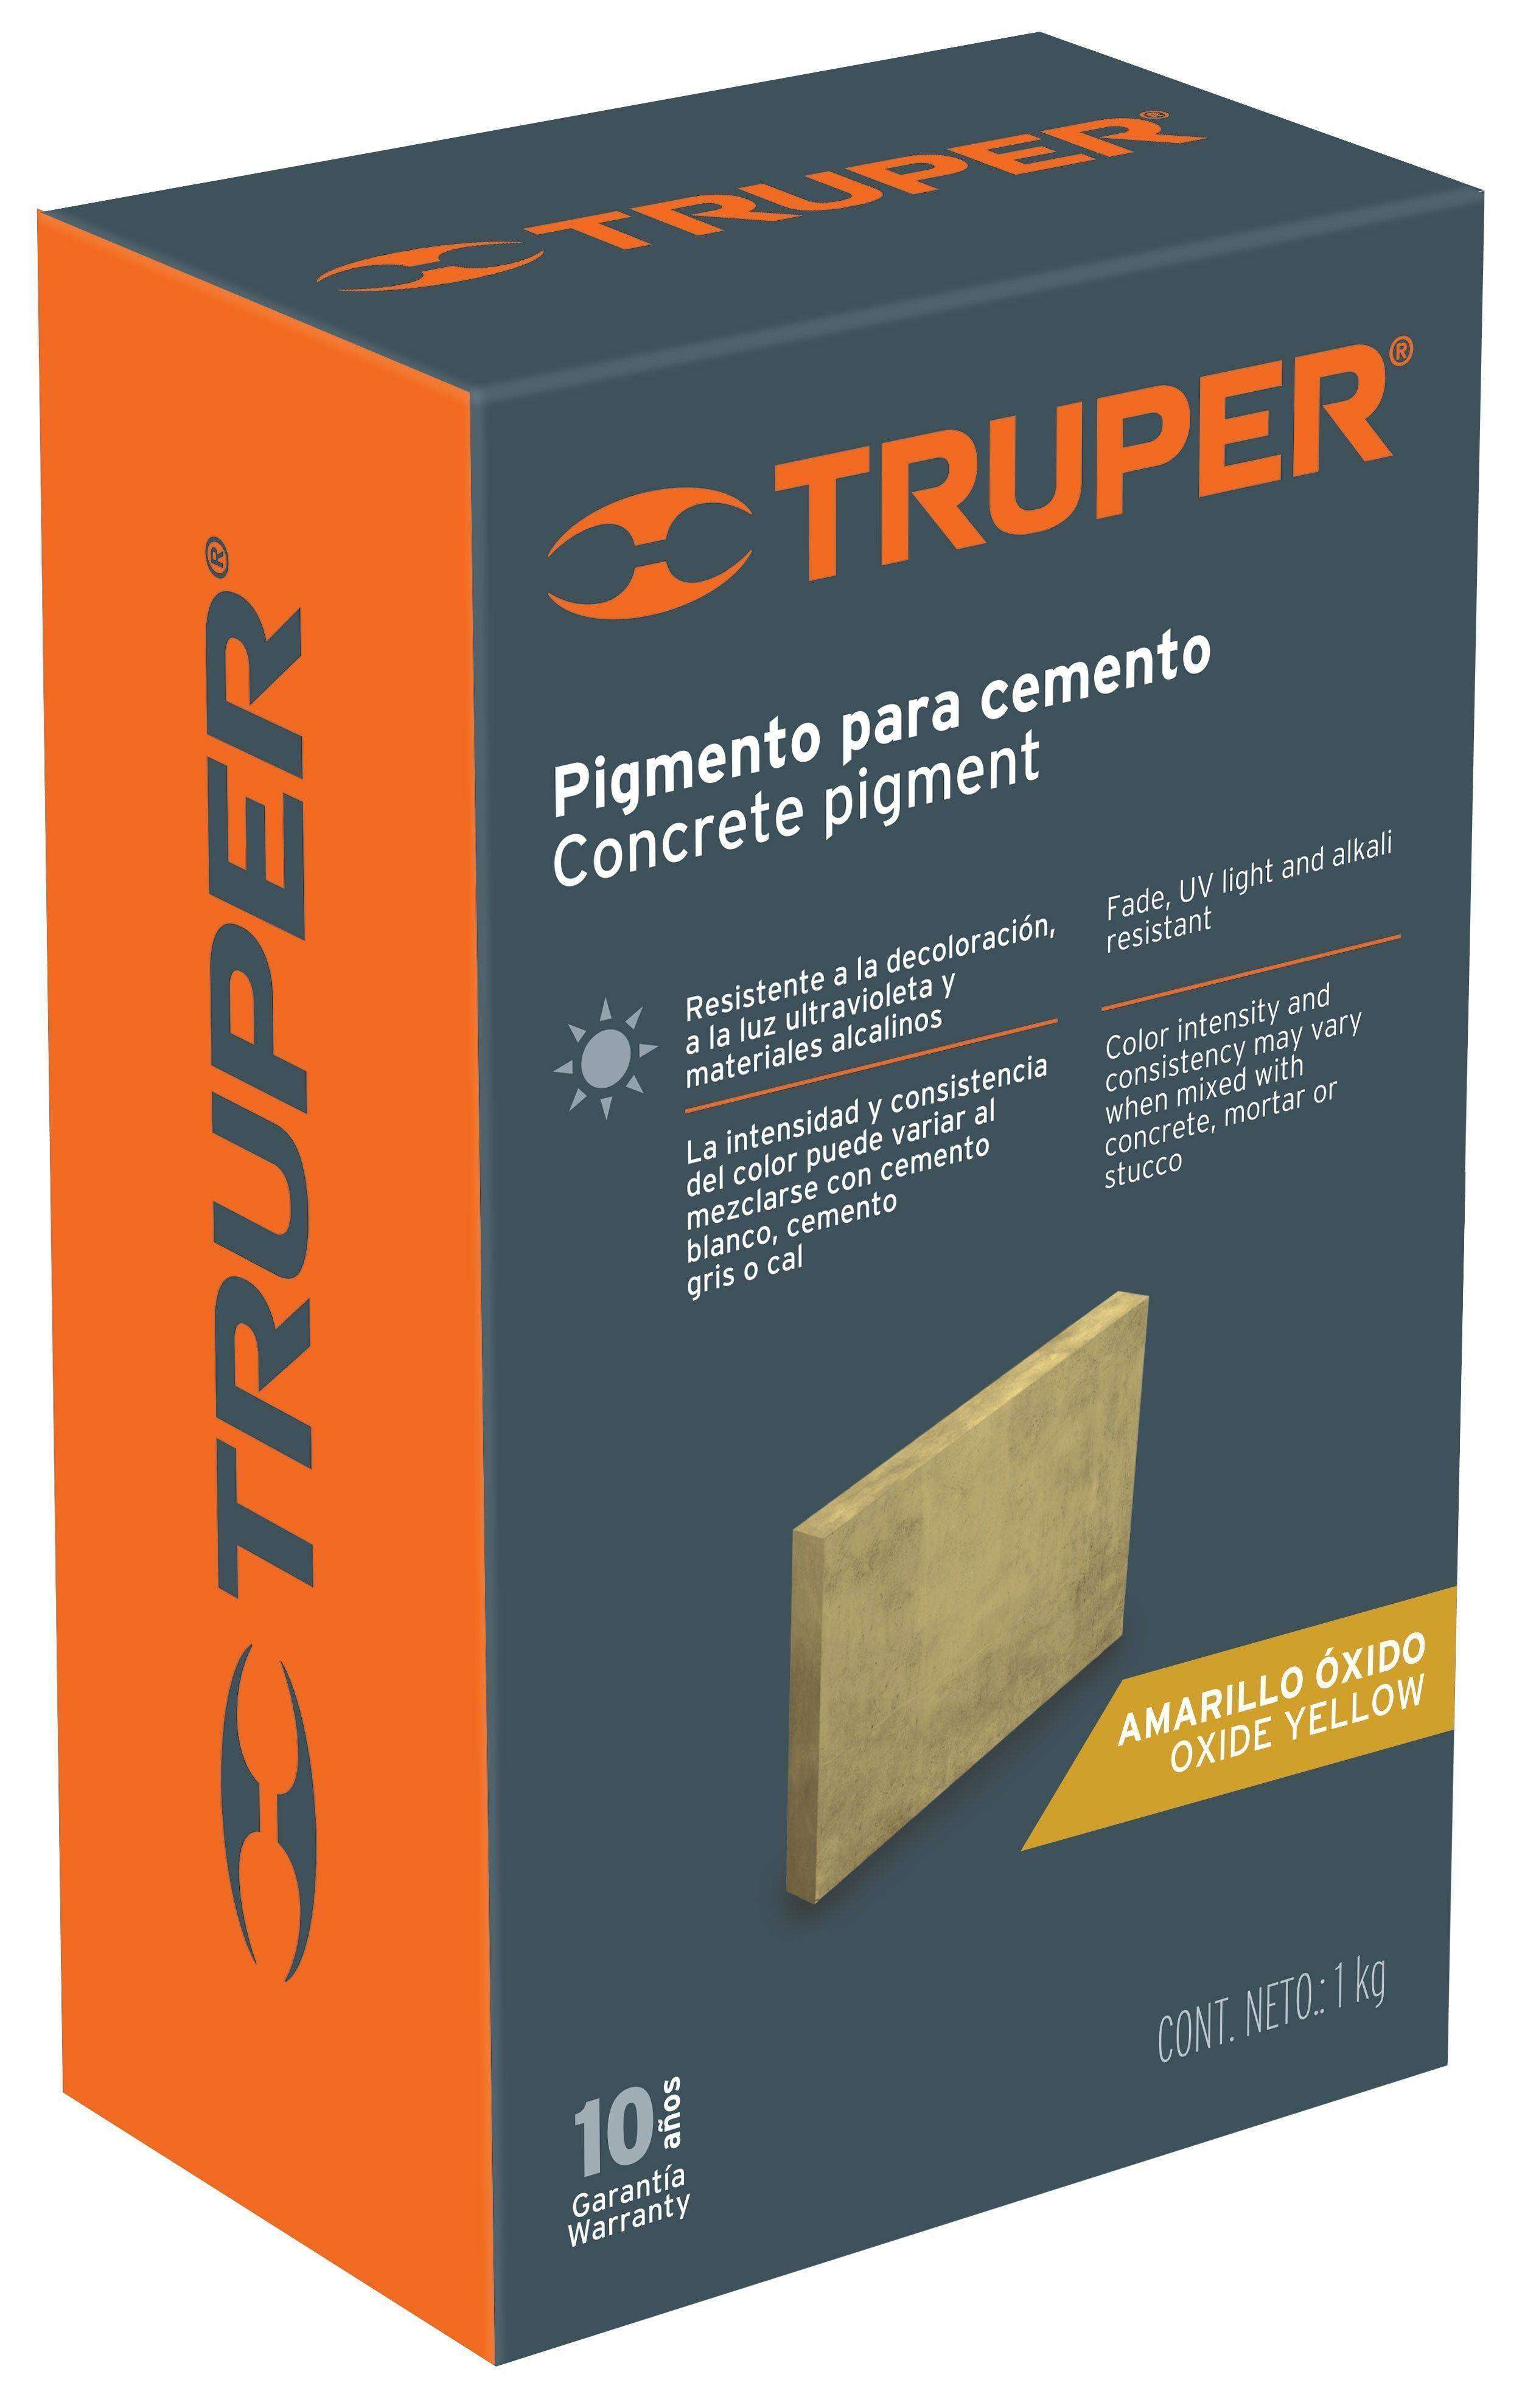 TRUPER®
TRUPER®
TRUPER®
Pigmento para cemento
Concrete pigment
Resistente a la decoloración,
a la luz ultravioleta y
materiales alcalinos
La intensidad y consistencia
del color puede variar al
mezclarse con cemento
blanco, cemento
gris o cal
Fade, UV light and alkali
resistant
Color intensity and
consistency may vary
when mixed with
concrete, mortar or
stucco
AMARILLO ÓXIDO
OXIDE YELLOW
CONT. NETO.: 1 kg
10 años
Garantía
Warranty